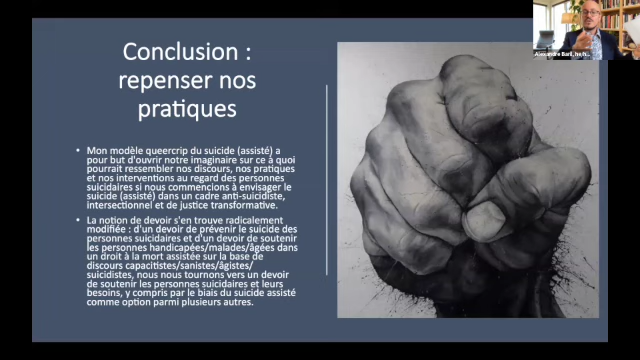 Conclusion :
repenser nos
pratiques
• Mon modèle queercrip du suicide (assisté) a
pour but d'ouvrir notre imaginaire sur ce à quoi
pourrait ressembler nos discours, nos pratiques
et nos interventions au regard des personnes
suicidaires si nous commencions à envisager le
suicide (assisté) dans un cadre anti-suicidiste,
intersectionnel et de justice transformative.
• La notion de devoir s'en trouve radicalement
modifiée : d'un devoir de prévenir le suicide des
personnes suicidaires et d'un devoir de soutenir
les personnes handicapées/malades/âgées dans
un droit à la mort assistée sur la base de
discours capacitistes/sanistes/âgistes/
suicidistes, nous nous tournons vers un devoir
de soutenir les personnes suicidaires et leurs
besoins, y compris par le biais du suicide assisté
comme option parmi plusieurs autres.
Alexandre Baril